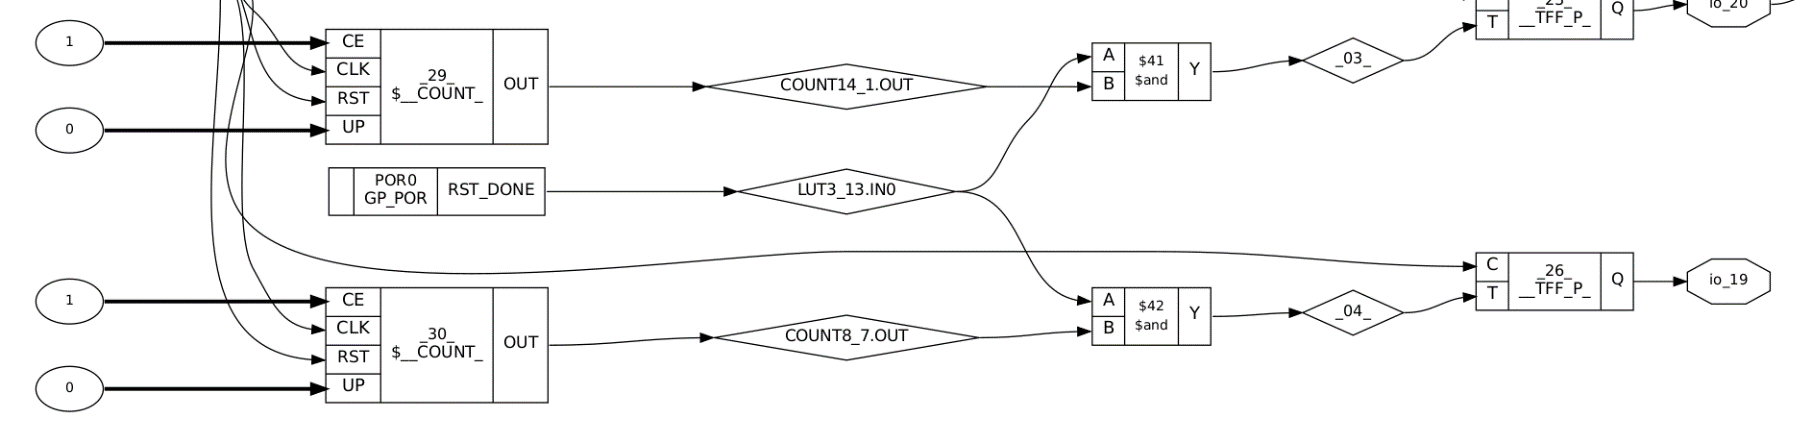 1
0
CE
CLK
RST
UP
_29_
$__COUNT_
OUT
COUNT14_1.OUT
A
B
$41
$and
Y
_03_
T
__TFF_P_
Q
io_20
POR0
GP_POR
RST_DONE
LUT3_13.IN0
1
0
CE
CLK
RST
UP
_30_
$__COUNT_
OUT
COUNT8_7.OUT
A
B
$42
$and
Y
_04_
C
T
_26_
__TFF_P_
Q
io_19